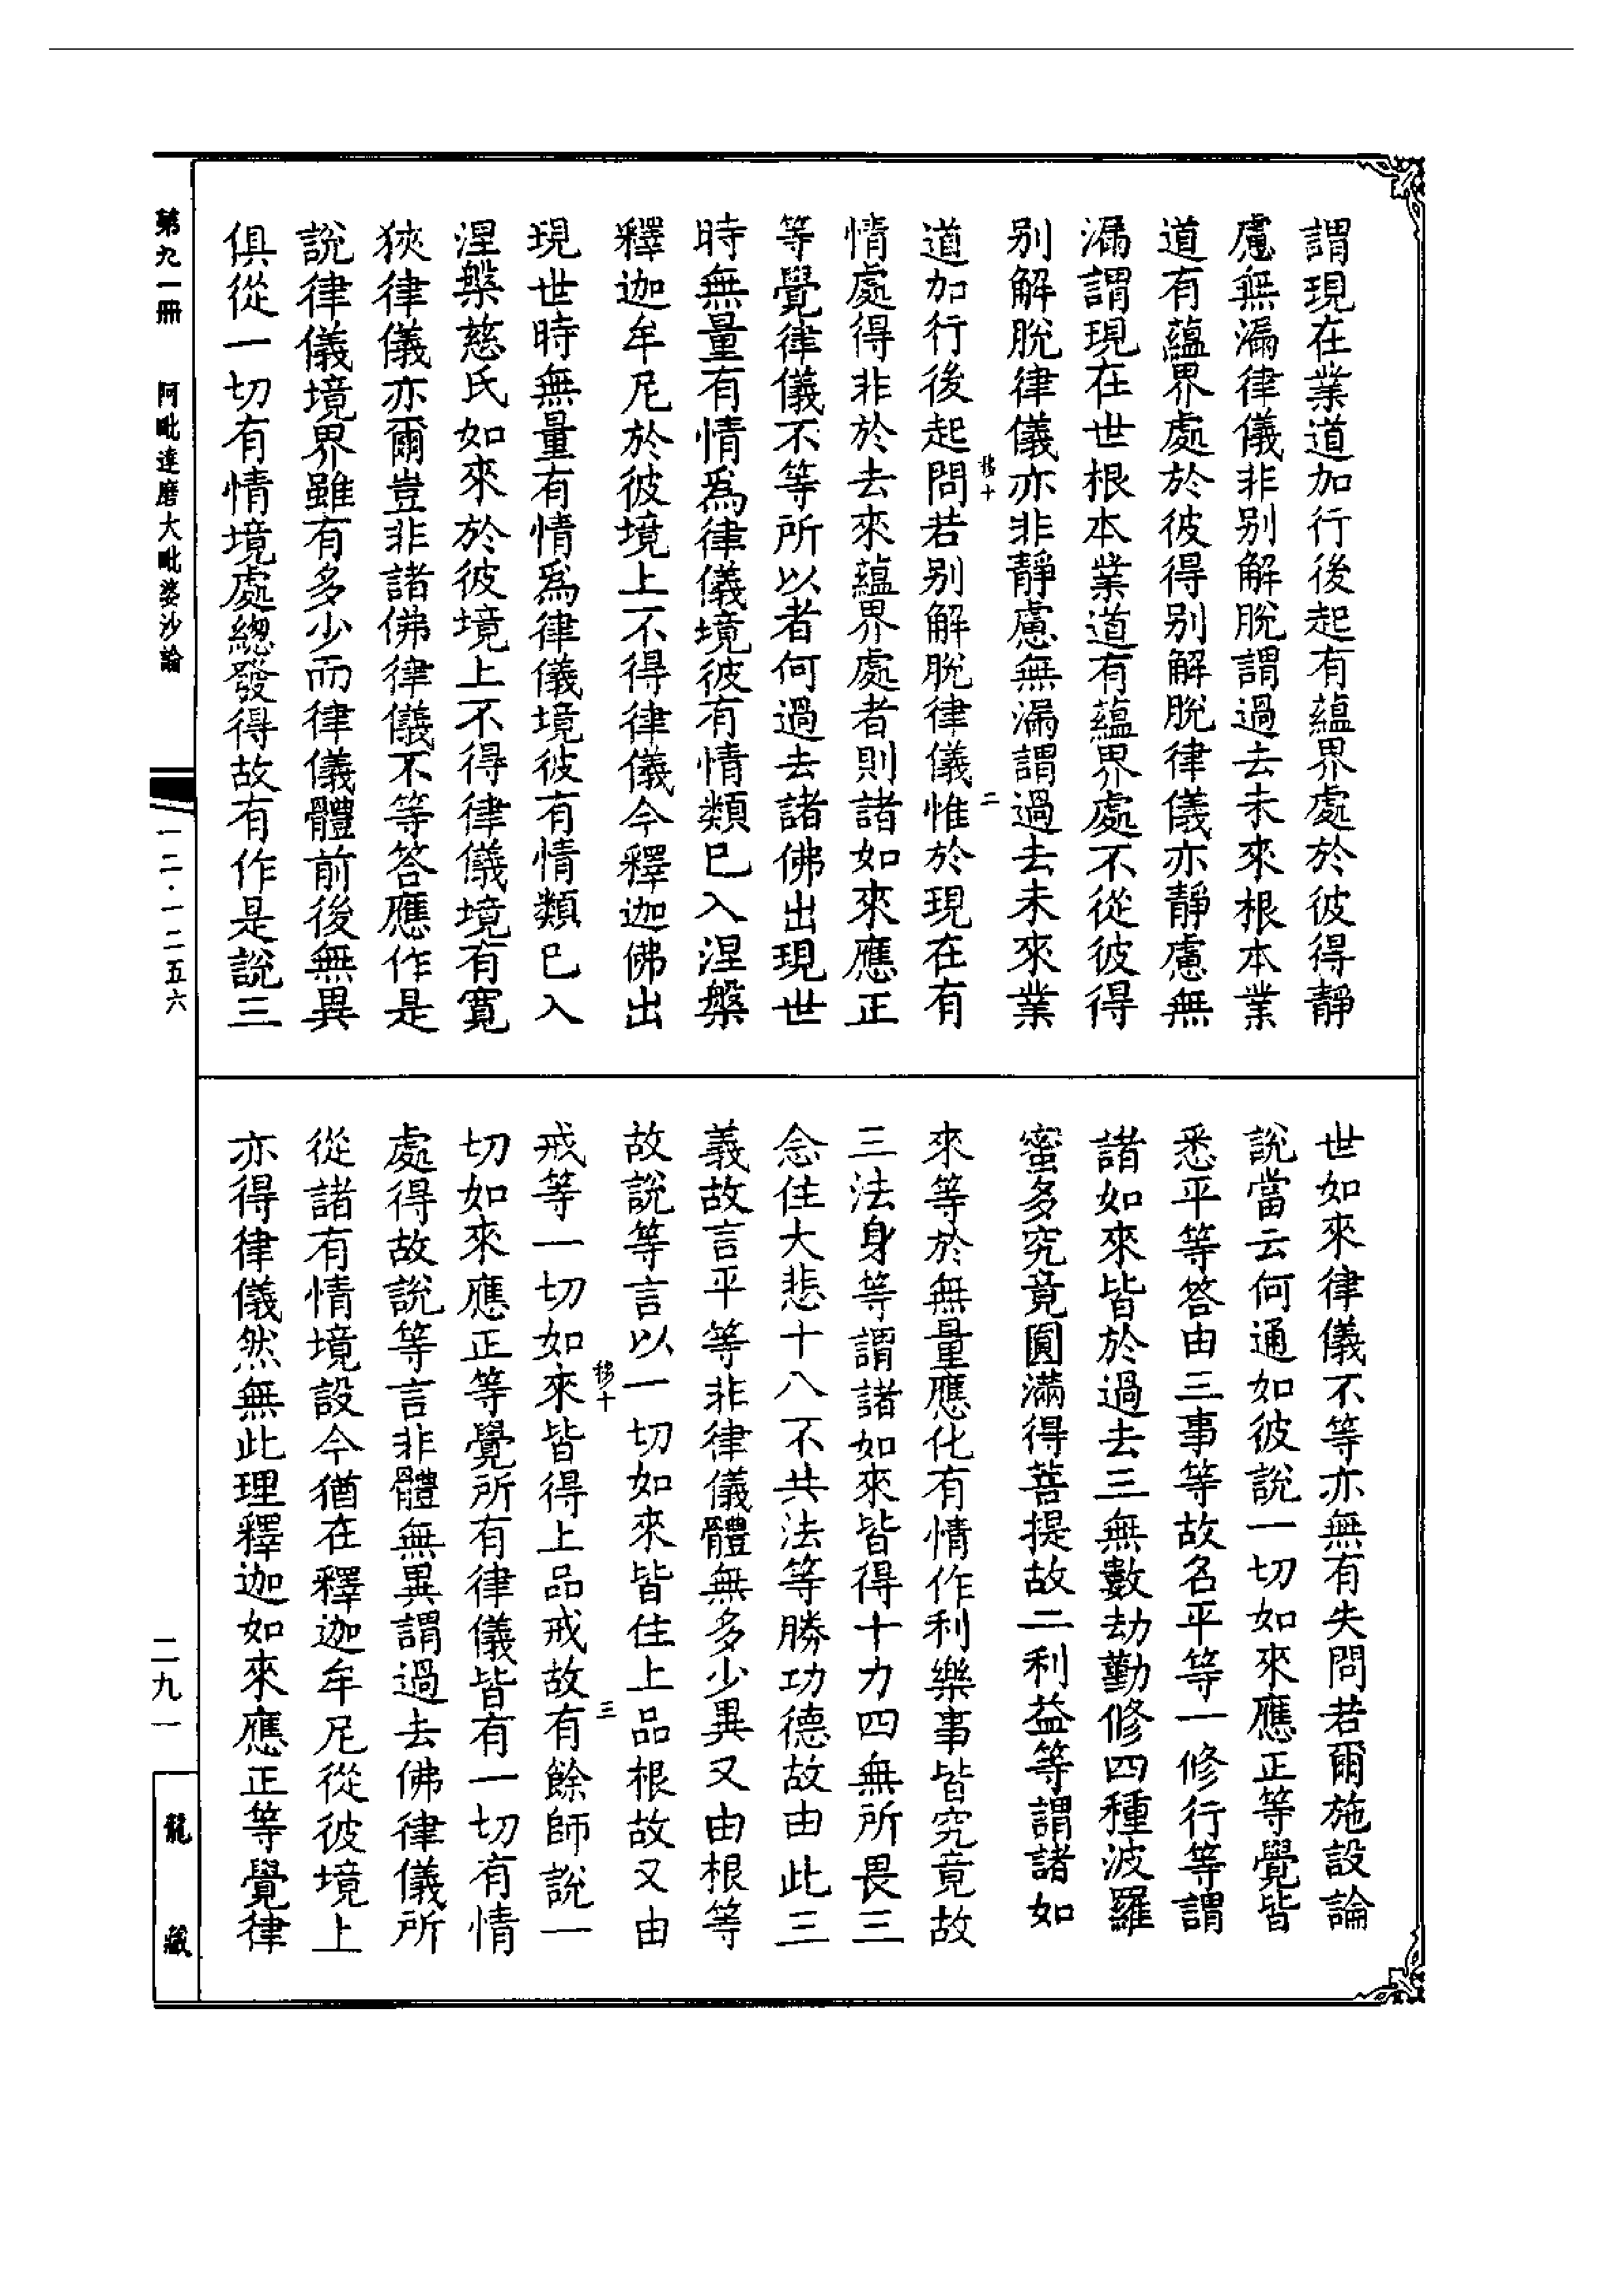 謂現在業道加行後起有蘊界處於彼得靜
慮無漏律儀非别解脫謂過去未來根本業
道有蘊界處於彼得别解脫律儀亦靜慮無
漏謂現在世根本業道有蘊界處不從彼得
别解脫律儀亦非靜慮無漏謂過去未來業
道加行後起問若别解脫律儀惟於現在有
情處得非於去來蘊界處者則諸如來應正
等覺律儀不等所以者何過去諸佛出現世
時無量有情爲律儀境彼有情類已入涅槃
釋迦牟尼於彼境上不得律儀今釋迦佛出
現世時無量有情爲律儀境彼有情類已入
涅槃慈氏如來於彼境上不得律儀境有寬
狹律儀亦爾豈非諸佛律儀不等答應作是
說律儀境界雖有多少而律儀體前後無異
俱從一切有情境處總發得故有作是說三
世如來律儀不等亦無有失問若爾施設論
說當云何通如彼說一切如來應正等覺皆
悉平等答由三事等故名平等一修行等謂
諸如來皆於過去三無數劫勤修四種波羅
蜜多究竟圓滿得菩提故二利益等謂諸如
來等於無量應化有情作利樂事皆究竟故
三法身等謂諸如來皆得十力四無所畏三
念住大悲十八不共法等勝功德故由此三
義故言平等非律儀體無多少異又由根等
故說等言以一切如來皆住上品根故又由
戒等一切如來皆得上品戒故有餘師說一
切如來應正等覺所有律儀皆有一切有情
處得故說等言非體無異謂過去佛律儀所
從諸有情境設今猶在釋迦牟尼從彼境上
亦得律儀然無此理釋迦如來應正等覺律
移十
二
移十
三
第九一冊
阿毗達磨大毗婆沙論
一二·一二五六
二九一
龍藏